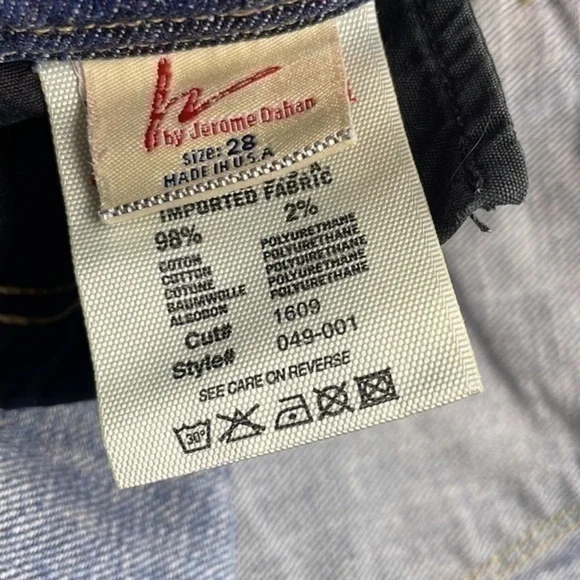 by Jerome Dahan
Size: 28
MADE IN U.S.A
IMPORTED FABRIC
98% 2%
COTON POLYURETHANE
COTTON POLYURETHANE
COTONE POLYURETHANE
BAUMWOLLE POLYURETHANE
ALGODON POLYURETHANE
Cut# 1609
Style# 049-001
SEE CARE ON REVERSE
30°